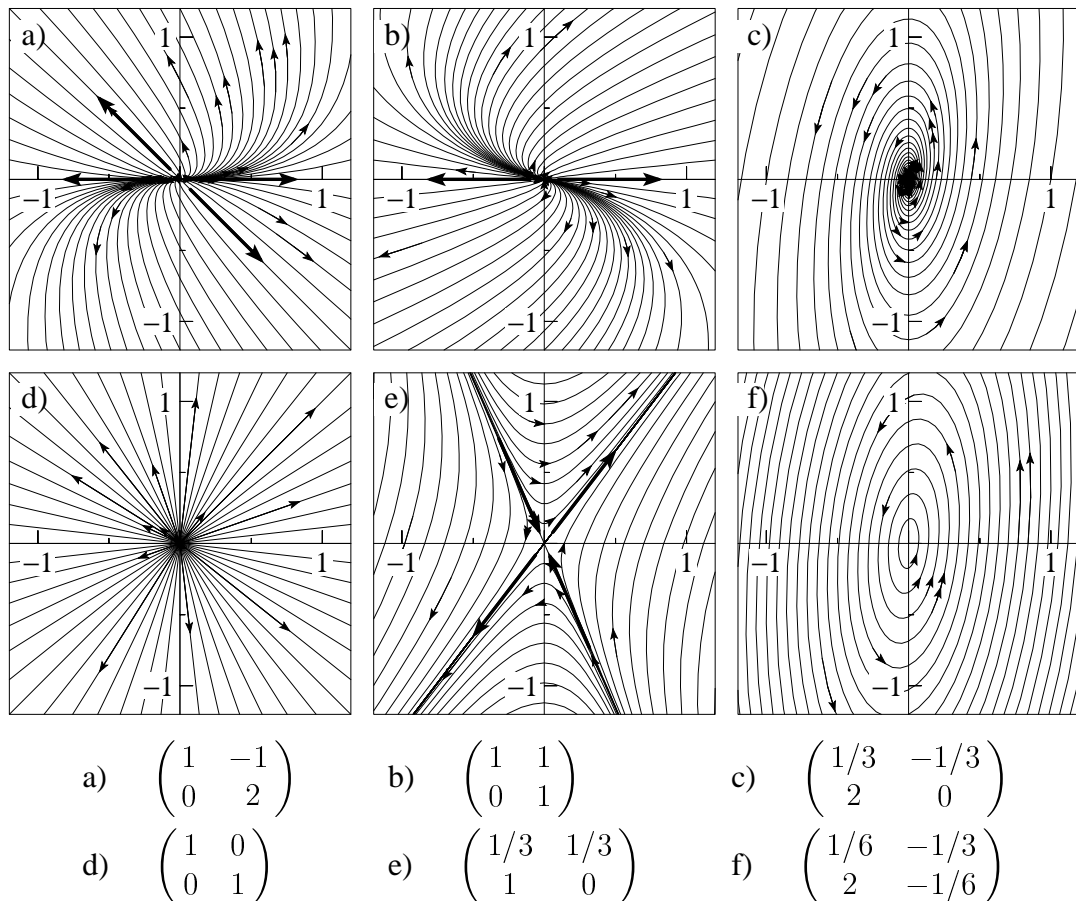 a) 1 −1 1 −1
b) 1 −1 1 −1
c) 1 −1 1 −1
d) 1 −1 1 −1
e) 1 −1 1 −1
f) 1 −1 1 −1
a) ( 1 −1
0 2 )
b) ( 1 1
0 1 )
c) ( 1/3 −1/3
2 0 )
d) ( 1 0
0 1 )
e) ( 1/3 1/3
1 0 )
f) ( 1/6 −1/3
2 −1/6 )